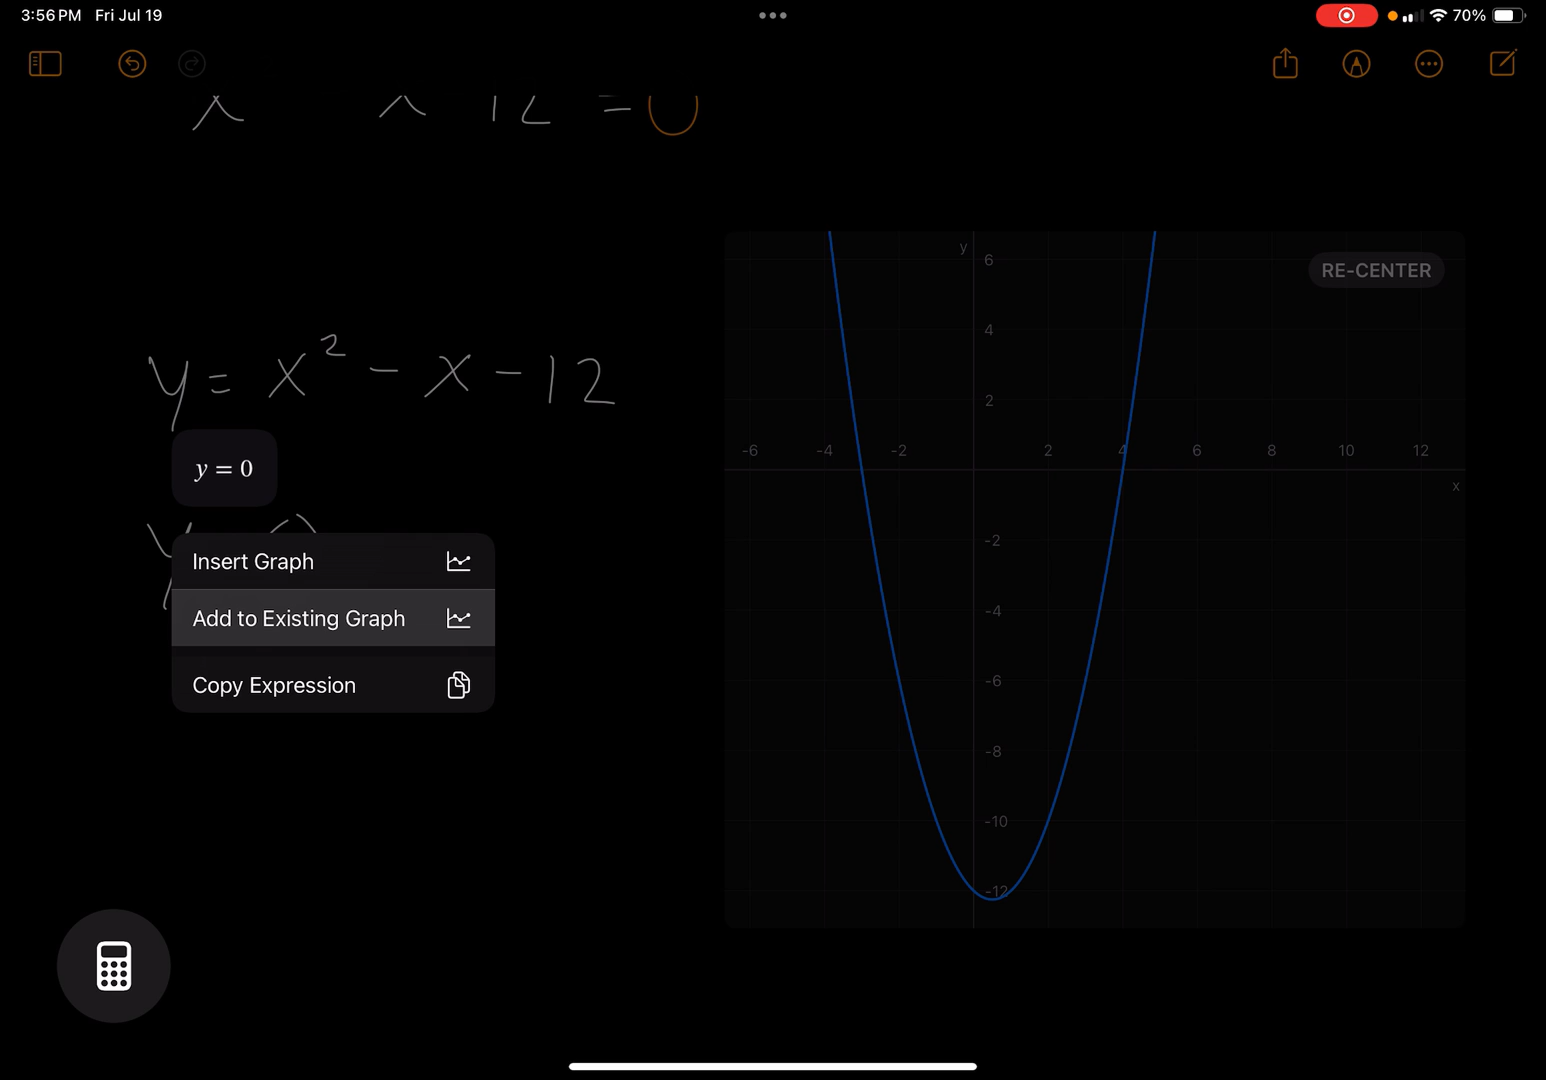 3:56 PM Fri Jul 19
70%
x x 12 = 0
y = x² - x - 12
y = 0
y
Insert Graph
Add to Existing Graph
Copy Expression
RE-CENTER
y
6
4
2
-6 -4 -2 2 4 6 8 10 12
x
-2
-4
-6
-8
-10
-12